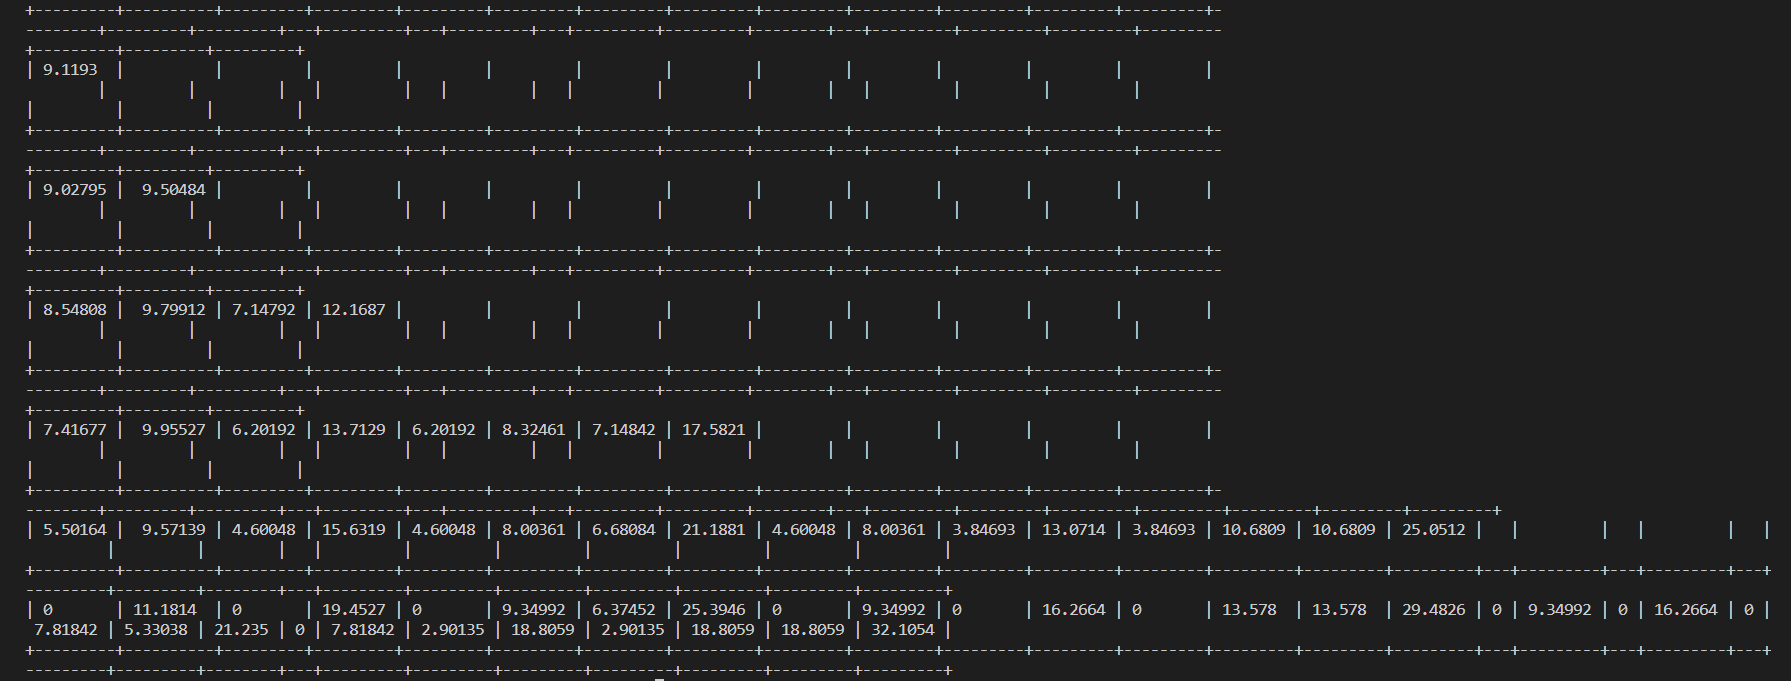 | 9.1193 |
| 9.02795 | 9.50484 |
| 8.54808 | 9.79912 | 7.14792 | 12.1687 |
| 7.41677 | 9.95527 | 6.20192 | 13.7129 | 6.20192 | 8.32461 | 7.14842 | 17.5821 |
| 5.50164 | 9.57139 | 4.60048 | 15.6319 | 4.60048 | 8.00361 | 6.68084 | 21.1881 | 4.60048 | 8.00361 | 3.84693 | 13.0714 | 3.84693 | 10.6809 | 10.6809 | 25.0512 |
| 0 | 11.1814 | 0 | 19.4527 | 0 | 9.34992 | 6.37452 | 25.3946 | 0 | 9.34992 | 0 | 16.2664 | 0 | 13.578 | 13.578 | 29.4826 | 0 | 9.34992 | 0 | 16.2664 | 0 |
7.81842 | 5.33038 | 21.235 | 0 | 7.81842 | 2.90135 | 18.8059 | 2.90135 | 18.8059 | 18.8059 | 32.1054 |